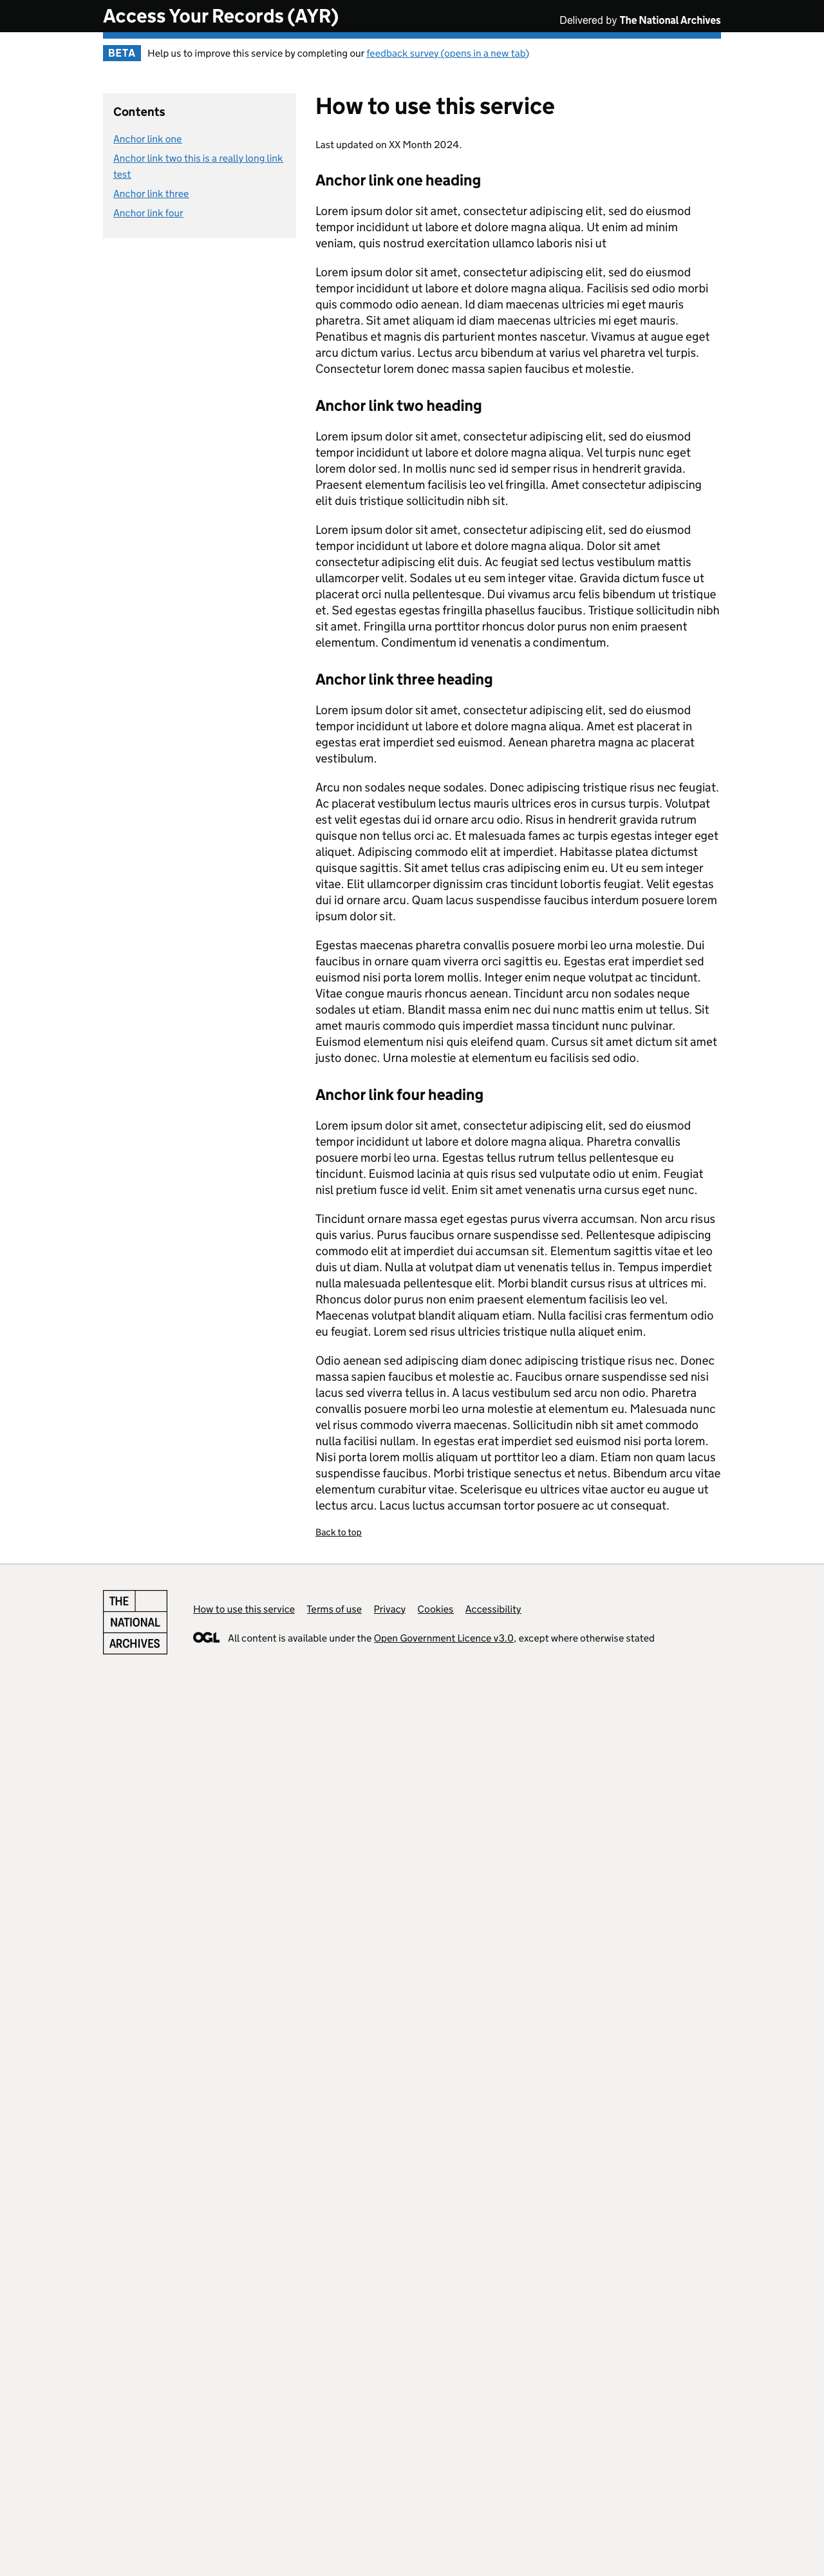 Access Your Records (AYR)
Delivered by The National Archives
BETA Help us to improve this service by completing our feedback survey (opens in a new tab)
Contents
Anchor link one
Anchor link two this is a really long link
test
Anchor link three
Anchor link four
How to use this service
Last updated on XX Month 2024.
Anchor link one heading
Lorem ipsum dolor sit amet, consectetur adipiscing elit, sed do eiusmod
tempor incididunt ut labore et dolore magna aliqua. Ut enim ad minim
veniam, quis nostrud exercitation ullamco laboris nisi ut
Lorem ipsum dolor sit amet, consectetur adipiscing elit, sed do eiusmod
tempor incididunt ut labore et dolore magna aliqua. Facilisis sed odio morbi
quis commodo odio aenean. Id diam maecenas ultricies mi eget mauris
pharetra. Sit amet aliquam id diam maecenas ultricies mi eget mauris.
Penatibus et magnis dis parturient montes nascetur. Vivamus at augue eget
arcu dictum varius. Lectus arcu bibendum at varius vel pharetra vel turpis.
Consectetur lorem donec massa sapien faucibus et molestie.
Anchor link two heading
Lorem ipsum dolor sit amet, consectetur adipiscing elit, sed do eiusmod
tempor incididunt ut labore et dolore magna aliqua. Vel turpis nunc eget
lorem dolor sed. In mollis nunc sed id semper risus in hendrerit gravida.
Praesent elementum facilisis leo vel fringilla. Amet consectetur adipiscing
elit duis tristique sollicitudin nibh sit.
Lorem ipsum dolor sit amet, consectetur adipiscing elit, sed do eiusmod
tempor incididunt ut labore et dolore magna aliqua. Dolor sit amet
consectetur adipiscing elit duis. Ac feugiat sed lectus vestibulum mattis
ullamcorper velit. Sodales ut eu sem integer vitae. Gravida dictum fusce ut
placerat orci nulla pellentesque. Dui vivamus arcu felis bibendum ut tristique
et. Sed egestas egestas fringilla phasellus faucibus. Tristique sollicitudin nibh
sit amet. Fringilla urna porttitor rhoncus dolor purus non enim praesent
elementum. Condimentum id venenatis a condimentum.
Anchor link three heading
Lorem ipsum dolor sit amet, consectetur adipiscing elit, sed do eiusmod
tempor incididunt ut labore et dolore magna aliqua. Amet est placerat in
egestas erat imperdiet sed euismod. Aenean pharetra magna ac placerat
vestibulum.
Arcu non sodales neque sodales. Donec adipiscing tristique risus nec feugiat.
Ac placerat vestibulum lectus mauris ultrices eros in cursus turpis. Volutpat
est velit egestas dui id ornare arcu odio. Risus in hendrerit gravida rutrum
quisque non tellus orci ac. Et malesuada fames ac turpis egestas integer eget
aliquet. Adipiscing commodo elit at imperdiet. Habitasse platea dictumst
quisque sagittis. Sit amet tellus cras adipiscing enim eu. Ut eu sem integer
vitae. Elit ullamcorper dignissim cras tincidunt lobortis feugiat. Velit egestas
dui id ornare arcu. Quam lacus suspendisse faucibus interdum posuere lorem
ipsum dolor sit.
Egestas maecenas pharetra convallis posuere morbi leo urna molestie. Dui
faucibus in ornare quam viverra orci sagittis eu. Egestas erat imperdiet sed
euismod nisi porta lorem mollis. Integer enim neque volutpat ac tincidunt.
Vitae congue mauris rhoncus aenean. Tincidunt arcu non sodales neque
sodales ut etiam. Blandit massa enim nec dui nunc mattis enim ut tellus. Sit
amet mauris commodo quis imperdiet massa tincidunt nunc pulvinar.
Euismod elementum nisi quis eleifend quam. Cursus sit amet dictum sit amet
justo donec. Urna molestie at elementum eu facilisis sed odio.
Anchor link four heading
Lorem ipsum dolor sit amet, consectetur adipiscing elit, sed do eiusmod
tempor incididunt ut labore et dolore magna aliqua. Pharetra convallis
posuere morbi leo urna. Egestas tellus rutrum tellus pellentesque eu
tincidunt. Euismod lacinia at quis risus sed vulputate odio ut enim. Feugiat
nisl pretium fusce id velit. Enim sit amet venenatis urna cursus eget nunc.
Tincidunt ornare massa eget egestas purus viverra accumsan. Non arcu risus
quis varius. Purus faucibus ornare suspendisse sed. Pellentesque adipiscing
commodo elit at imperdiet dui accumsan sit. Elementum sagittis vitae et leo
duis ut diam. Nulla at volutpat diam ut venenatis tellus in. Tempus imperdiet
nulla malesuada pellentesque elit. Morbi blandit cursus risus at ultrices mi.
Rhoncus dolor purus non enim praesent elementum facilisis leo vel.
Maecenas volutpat blandit aliquam etiam. Nulla facilisi cras fermentum odio
eu feugiat. Lorem sed risus ultricies tristique nulla aliquet enim.
Odio aenean sed adipiscing diam donec adipiscing tristique risus nec. Donec
massa sapien faucibus et molestie ac. Faucibus ornare suspendisse sed nisi
lacus sed viverra tellus in. A lacus vestibulum sed arcu non odio. Pharetra
convallis posuere morbi leo urna molestie at elementum eu. Malesuada nunc
vel risus commodo viverra maecenas. Sollicitudin nibh sit amet commodo
nulla facilisi nullam. In egestas erat imperdiet sed euismod nisi porta lorem.
Nisi porta lorem mollis aliquam ut porttitor leo a diam. Etiam non quam lacus
suspendisse faucibus. Morbi tristique senectus et netus. Bibendum arcu vitae
elementum curabitur vitae. Scelerisque eu ultrices vitae auctor eu augue ut
lectus arcu. Lacus luctus accumsan tortor posuere ac ut consequat.
Back to top
THE
NATIONAL
ARCHIVES
How to use this service Terms of use Privacy Cookies Accessibility
OGL All content is available under the Open Government Licence v3.0, except where otherwise stated